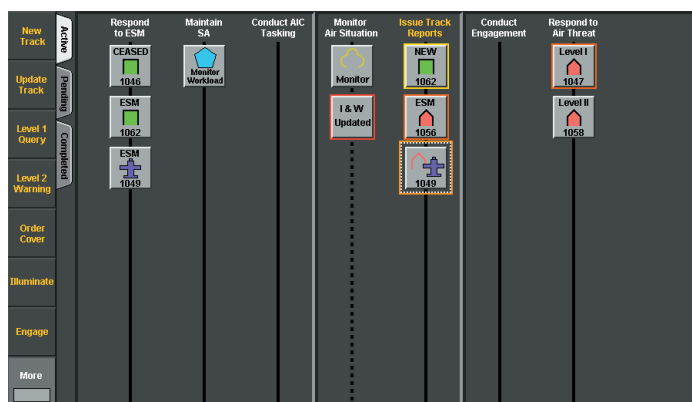 New
Track
Update
Track
Level 1
Query
Level 2
Warning
Order
Cover
Illuminate
Engage
More
Active
Pending
Completed
Respond
to ESM
Maintain
SA
Conduct AIC
Tasking
Monitor
Air Situation
Issue Track
Reports
Conduct
Engagement
Respond to
Air Threat
CEASED
1046
ESM
1062
ESM
1049
Monitor
Workload
Monitor
I & W
Updated
NEW
1062
ESM
1056
1049
Level I
1047
Level II
1058